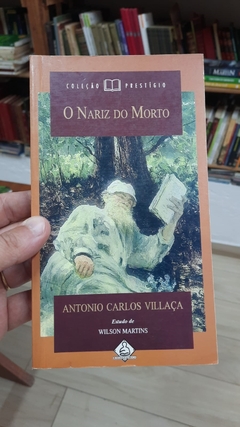 COLEÇÃO PRESTÍGIO
O NARIZ DO MORTO
ANTONIO CARLOS VILLAÇA
Estudo de
WILSON MARTINS